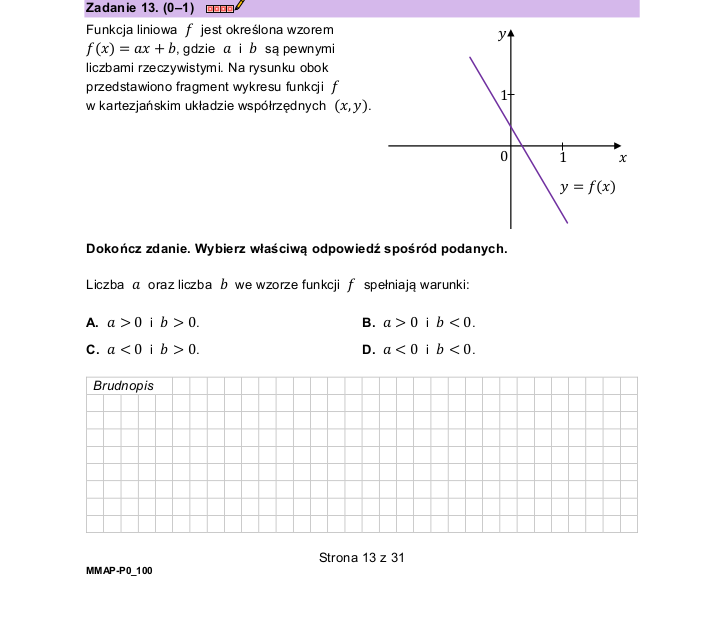 Zadanie 13. (0–1)
Funkcja liniowa f jest określona wzorem
f(x) = ax + b, gdzie a i b są pewnymi
liczbami rzeczywistymi. Na rysunku obok
przedstawiono fragment wykresu funkcji f
w kartezjańskim układzie współrzędnych (x, y).
y
1
0
1
x
y = f(x)
Dokończ zdanie. Wybierz właściwą odpowiedź spośród podanych.
Liczba a oraz liczba b we wzorze funkcji f spełniają warunki:
A. a > 0 i b > 0.
B. a > 0 i b < 0.
C. a < 0 i b > 0.
D. a < 0 i b < 0.
Brudnopis
Strona 13 z 31
MMAP-P0_100